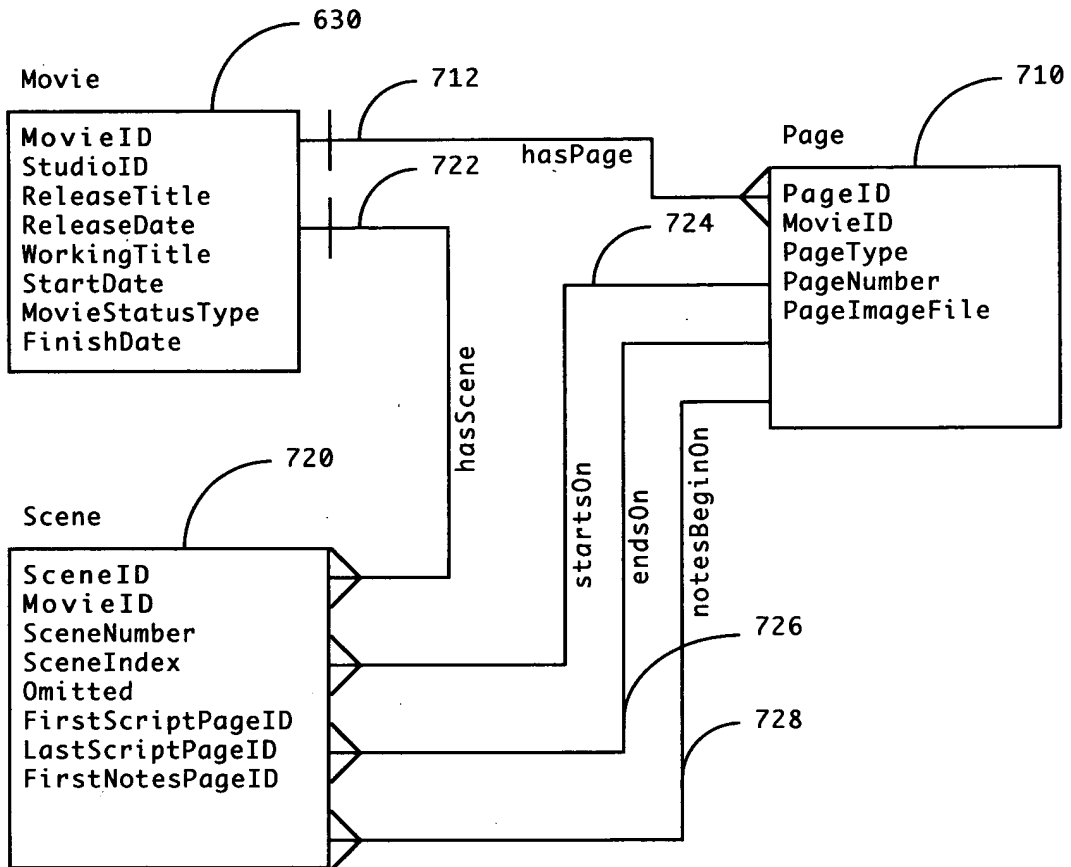 630
Movie
712
710
MovieID
StudioID
ReleaseTitle
ReleaseDate
WorkingTitle
StartDate
MovieStatusType
FinishDate
hasPage
722
Page
PageID
MovieID
PageType
PageNumber
PageImageFile
724
hasScene
startsOn
endsOn
notesBeginOn
720
Scene
SceneID
MovieID
SceneNumber
SceneIndex
Omitted
FirstScriptPageID
LastScriptPageID
FirstNotesPageID
726
728